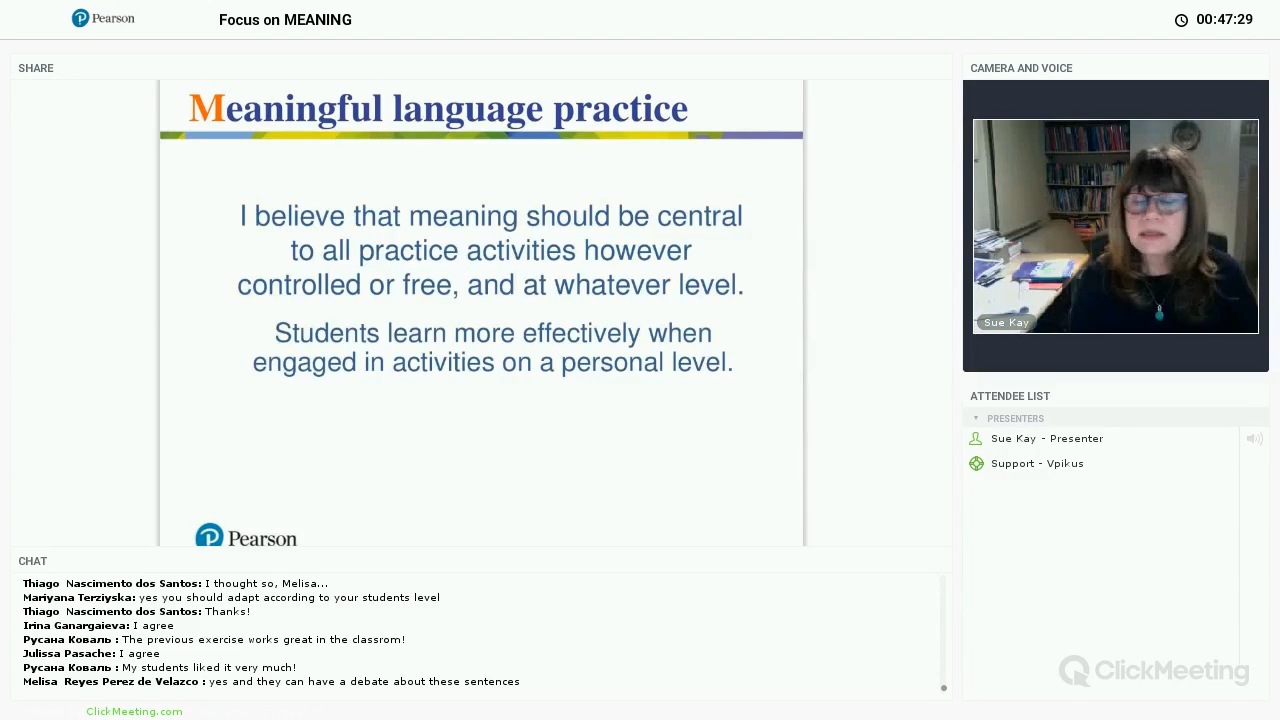 Pearson
Focus on MEANING
00:47:29
SHARE
Meaningful language practice
I believe that meaning should be central
to all practice activities however
controlled or free, and at whatever level.
Students learn more effectively when
engaged in activities on a personal level.
Pearson
CAMERA AND VOICE
Sue Kay
ATTENDEE LIST
PRESENTERS
Sue Kay - Presenter
Support - Vpikus
CHAT
Thiago Nascimento dos Santos: I thought so, Melisa...
Mariyana Terziyska: yes you should adapt according to your students level
Thiago Nascimento dos Santos: Thanks!
Irina Ganargaieva: I agree
Русана Коваль : The previous exercise works great in the classrom!
Julissa Pasache: I agree
Русана Коваль : My students liked it very much!
Melisa Reyes Perez de Velazco : yes and they can have a debate about these sentences
ClickMeeting
ClickMeeting.com